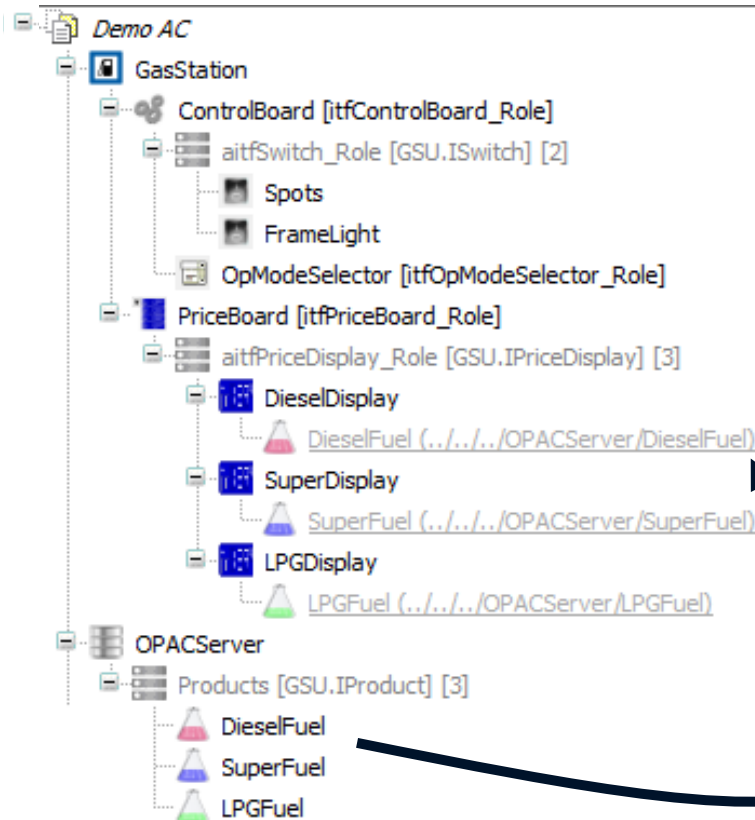 Demo AC
GasStation
ControlBoard [itfControlBoard_Role]
aitfSwitch_Role [GSU.ISwitch] [2]
Spots
FrameLight
OpModeSelector [itfOpModeSelector_Role]
PriceBoard [itfPriceBoard_Role]
aitfPriceDisplay_Role [GSU.IPriceDisplay] [3]
DieselDisplay
DieselFuel (../../../OPACServer/DieselFuel)
SuperDisplay
SuperFuel (../../../OPACServer/SuperFuel)
LPGDisplay
LPGFuel (../../../OPACServer/LPGFuel)
OPACServer
Products [GSU.IProduct] [3]
DieselFuel
SuperFuel
LPGFuel